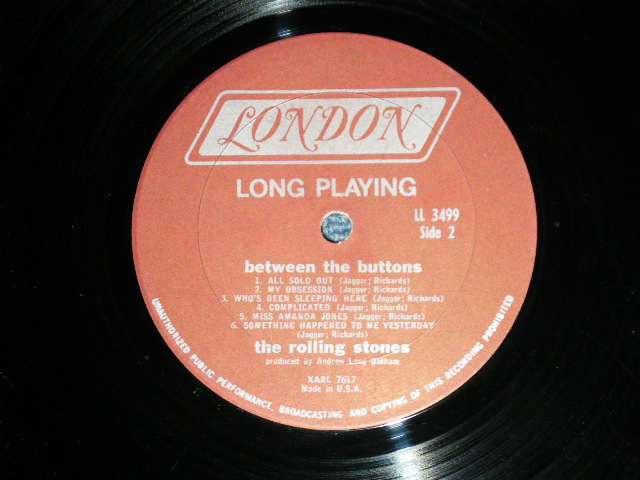 LONDON
LONG PLAYING
LL 3499
Side 2
between the buttons
1. ALL SOLD OUT (Jagger; Richards)
2. MY OBSESSION (Jagger; Richards)
3. WHO'S BEEN SLEEPING HERE (Jagger; Richards)
4. COMPLICATED (Jagger; Richards)
5. MISS AMANDA JONES (Jagger; Richards)
6. SOMETHING HAPPENED TO ME YESTERDAY
(Jagger; Richards)
the rolling stones
produced by Andrew Loog Oldham
XARL 7617
Made in U.S.A.
UNAUTHORIZED PUBLIC PERFORMANCE, BROADCASTING AND COPYING OF THIS RECORDING PROHIBITED